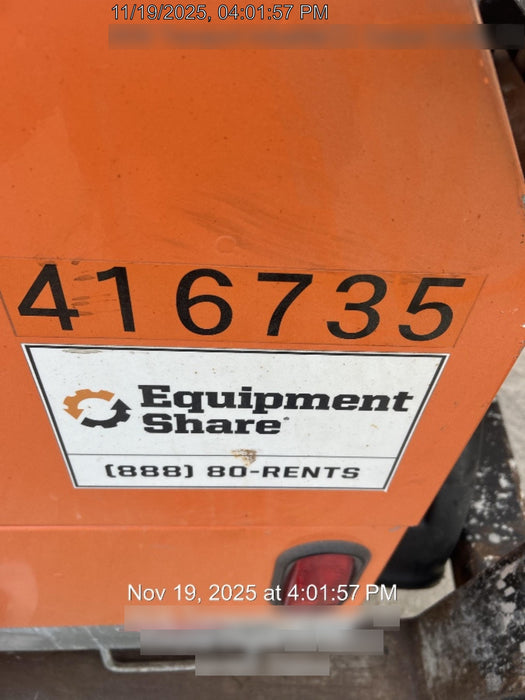 11/19/2025, 04:01:57 PM
416735
Equipment
Share
(888) 80-RENTS
Nov 19, 2025 at 4:01:57 PM